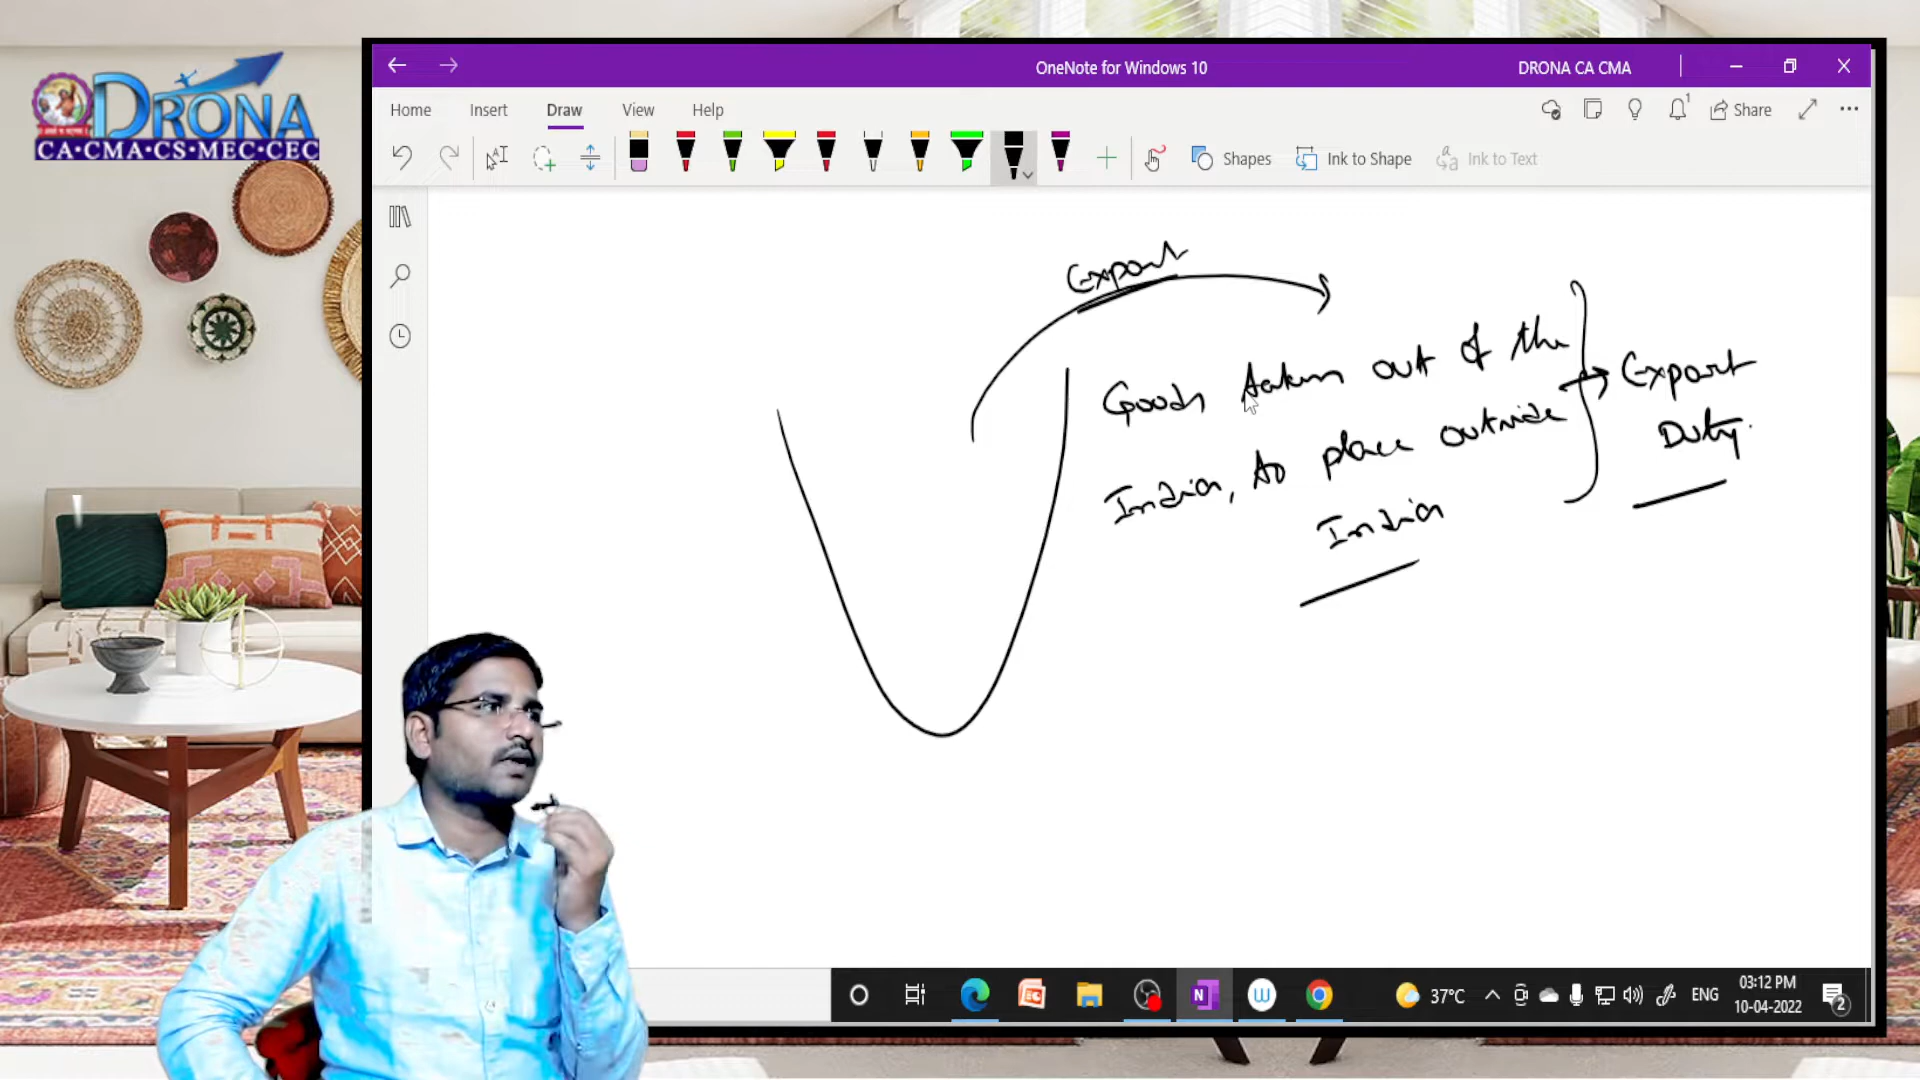 DRONA
CA•CMA•CS•MEC•CEC
OneNote for Windows 10
DRONA CA CMA
Home Insert Draw View Help
1
Share
Shapes
Ink to Shape
Ink to Text
Export
Goods taken out of the
India, to place outside
India
Export
Duty.
37°C
ENG
03:12 PM
10-04-2022
2